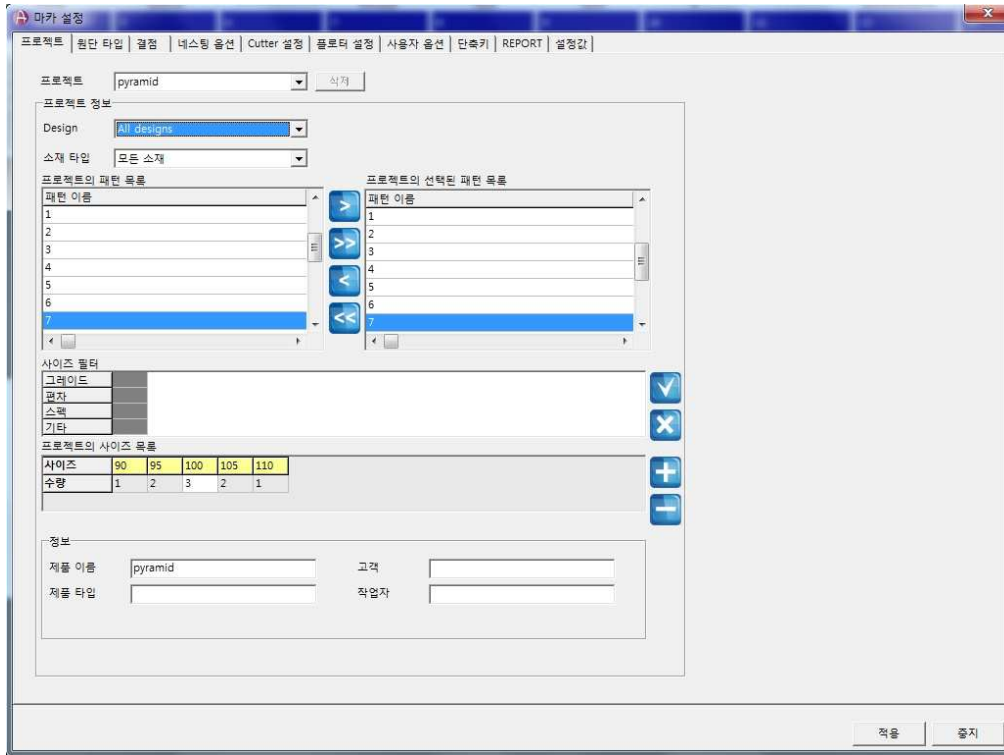 마카 설정
프로젝트 원단 타입 결점 네스팅 옵션 Cutter 설정 플로터 설정 사용자 옵션 단축키 REPORT 설정값
프로젝트 pyramid 삭제
프로젝트 정보
Design All designs
소재 타입 모든 소재
프로젝트의 패턴 목록 프로젝트의 선택된 패턴 목록
패턴 이름 > 패턴 이름
1 1
2 >> 2
3 3
4 4
5 < 5
6 6
7 << 7
사이즈 필터
그레이드
편차
스펙
기타
프로젝트의 사이즈 목록
사이즈 90 95 100 105 110
수량 1 2 3 2 1
정보
제품 이름 pyramid 고객
제품 타입 작업자
적용 중지